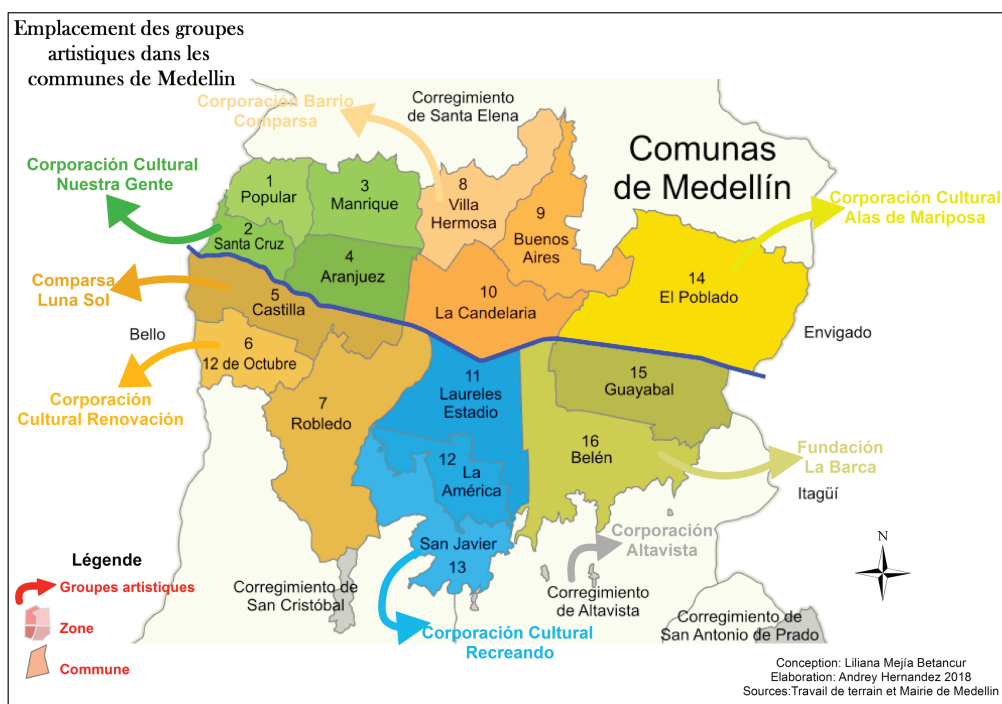 Emplacement des groupes
artistiques dans les
communes de Medellin
Corporación Barrio
Comparsa
Corregimiento
de Santa Elena
Comunas
de Medellín
Corporación Cultural
Nuestra Gente
1
Popular
3
Manrique
8
Villa
Hermosa
9
Buenos
Aires
Corporación Cultural
Alas de Mariposa
2
Santa Cruz
4
Aranjuez
14
El Poblado
Comparsa
Luna Sol
5
Castilla
10
La Candelaria
Bello
Envigado
6
12 de Octubre
Corporación
Cultural Renovación
7
Robledo
11
Laureles
Estadio
15
Guayabal
12
La
América
16
Belén
Fundación
La Barca
Itagüí
San Javier
13
Corporación
Altavista
N
Légende
Groupes artistiques
Zone
Commune
Corregimiento de
San Cristóbal
Corregimiento
de Altavista
Corregimiento de
San Antonio de Prado
Corporación Cultural
Recreando
Conception: Liliana Mejía Betancur
Elaboration: Andrey Hernandez 2018
Sources:Travail de terrain et Mairie de Medellin